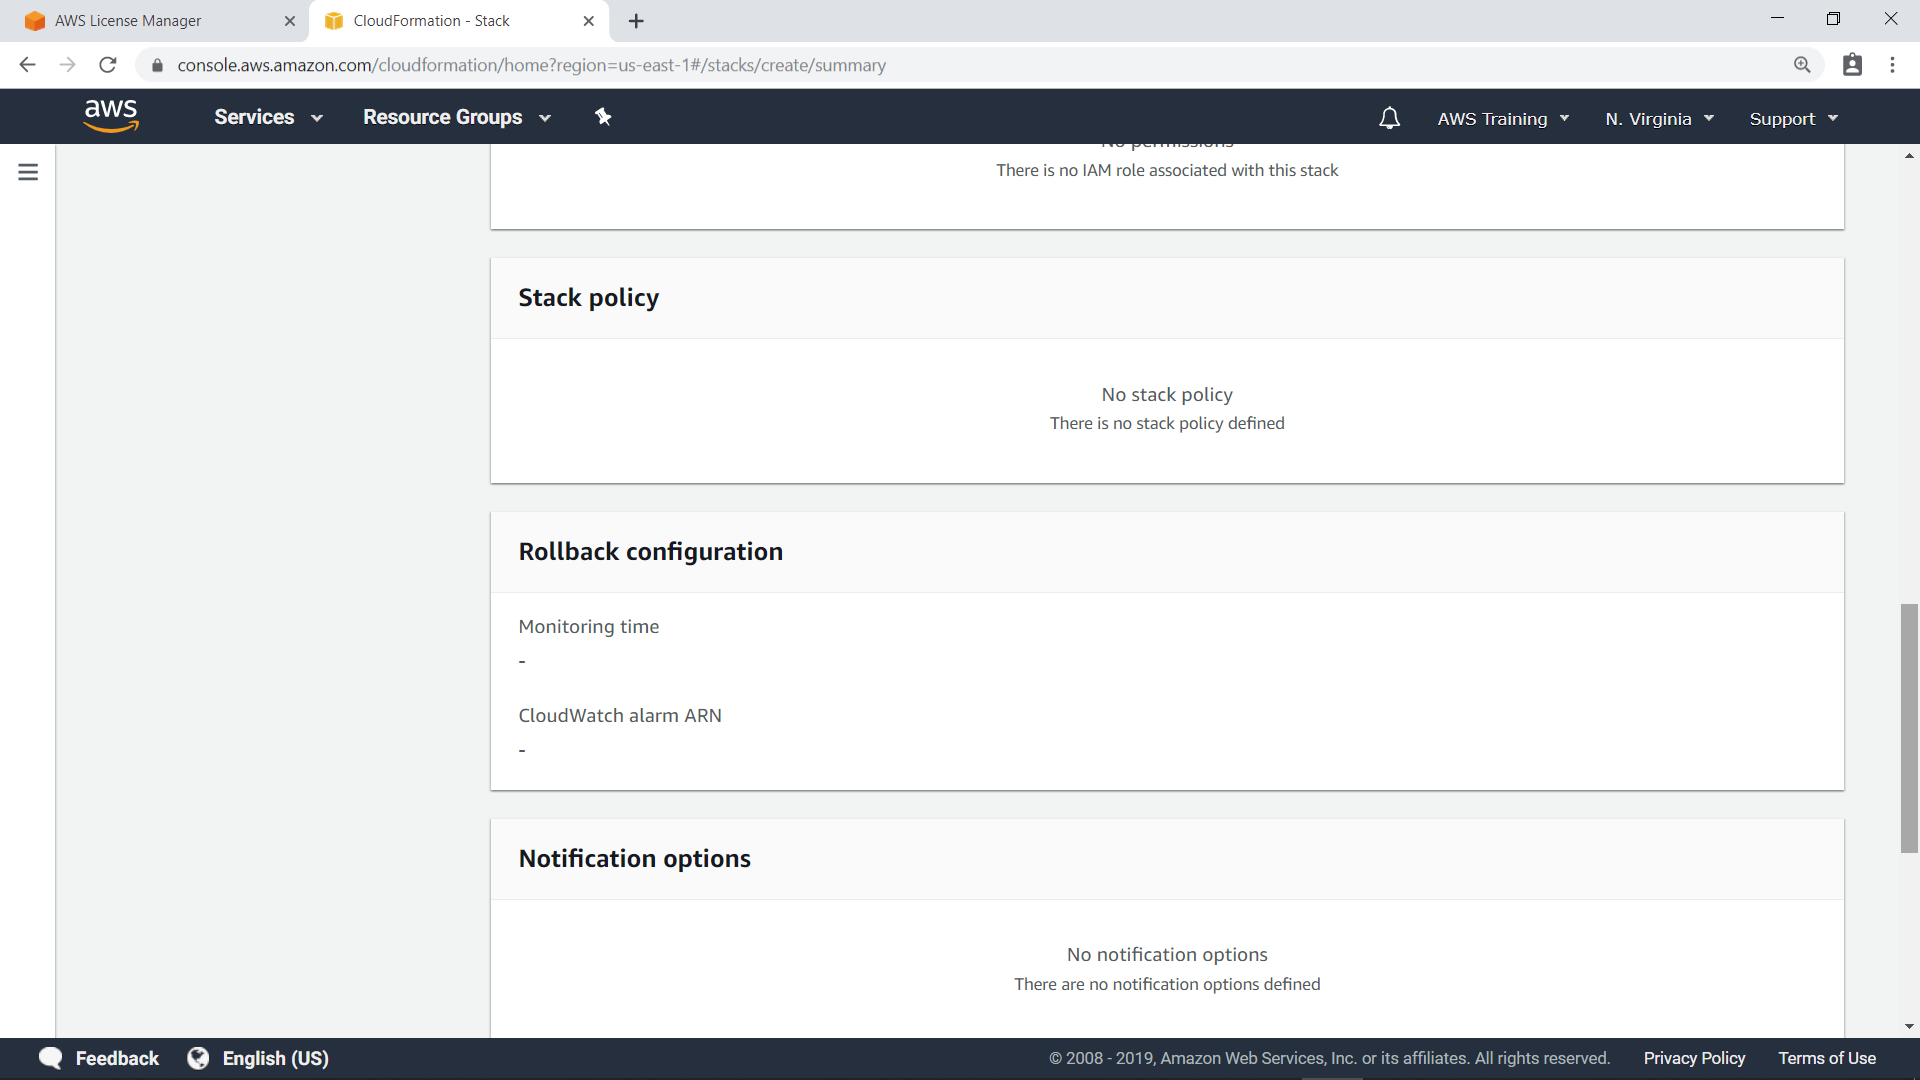 AWS License Manager
CloudFormation - Stack
console.aws.amazon.com/cloudformation/home?region=us-east-1#/stacks/create/summary
aws
Services
Resource Groups
AWS Training
N. Virginia
Support
No permissions
There is no IAM role associated with this stack
Stack policy
No stack policy
There is no stack policy defined
Rollback configuration
Monitoring time
-
CloudWatch alarm ARN
-
Notification options
No notification options
There are no notification options defined
Feedback
English (US)
© 2008 - 2019, Amazon Web Services, Inc. or its affiliates. All rights reserved.
Privacy Policy
Terms of Use